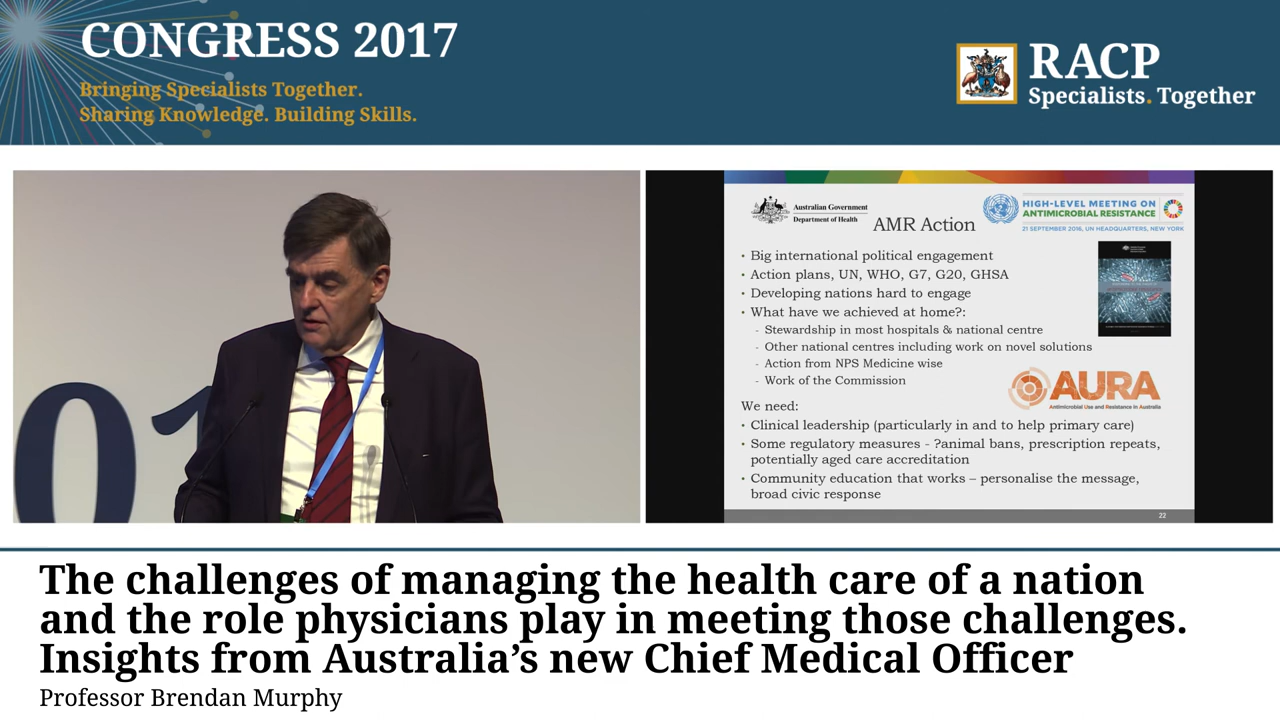 CONGRESS 2017
Bringing Specialists Together.
Sharing Knowledge. Building Skills.
RACP
Specialists. Together
01
Australian Government
Department of Health
AMR Action
HIGH-LEVEL MEETING ON
ANTIMICROBIAL RESISTANCE
21 SEPTEMBER 2016, UN HEADQUARTERS, NEW YORK
• Big international political engagement
• Action plans, UN, WHO, G7, G20, GHSA
• Developing nations hard to engage
• What have we achieved at home?:
- Stewardship in most hospitals & national centre
- Other national centres including work on novel solutions
- Action from NPS Medicine wise
- Work of the Commission
AURA
Antimicrobial Use and Resistance in Australia
We need:
• Clinical leadership (particularly in and to help primary care)
• Some regulatory measures - ?animal bans, prescription repeats,
potentially aged care accreditation
• Community education that works – personalise the message,
broad civic response
22
The challenges of managing the health care of a nation
and the role physicians play in meeting those challenges.
Insights from Australia’s new Chief Medical Officer
Professor Brendan Murphy